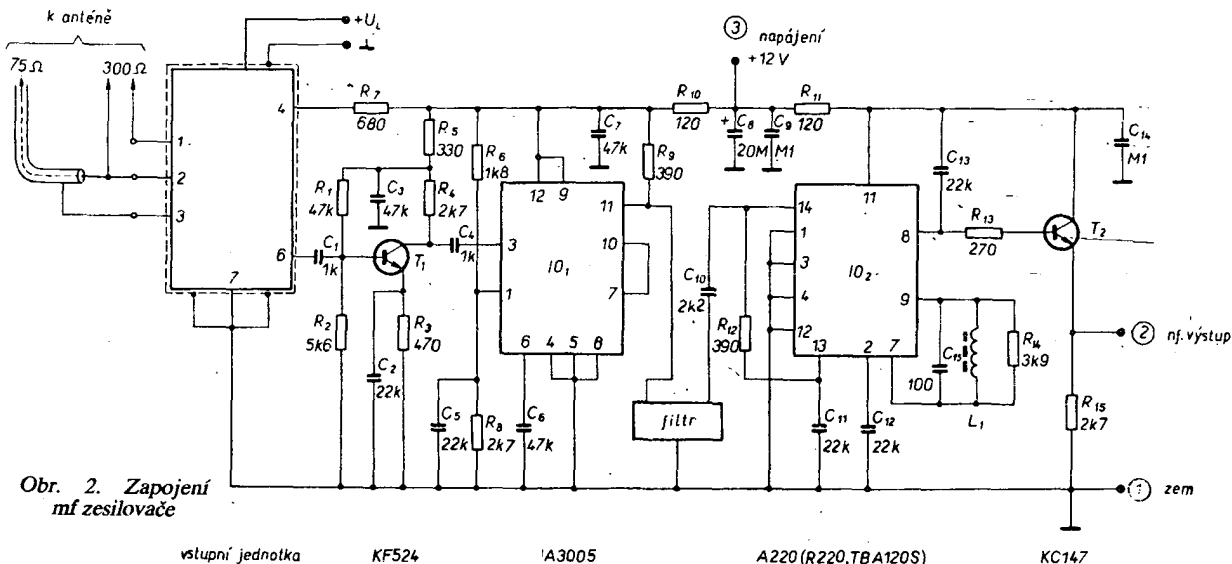 k anténě
75Ω
300Ω
+U_L
⊥
③ napájení
+12 V
4
1
2
3
6
7
R₇
680
R₅
330
R₆
1k8
C₇
47k
R₉
390
R₁₀
120
C₈
+
20M
C₉
M1
R₁₁
120
C₁₃
22k
C₁₄
M1
R₁
47k
C₃
47k
R₄
2k7
C₁
1k
T₁
C₄
1k
R₂
5k6
C₂
22k
R₃
470
C₅
22k
R₈
2k7
C₆
47k
12
9
11
3
10
IO₁
1
7
6
4
5
8
filtr
C₁₀
2k2
R₁₂
390
14
11
1
8
3
IO₂
4
9
12
13
2
7
C₁₁
22k
C₁₂
22k
R₁₃
270
T₂
C₁₅
100
L₁
R₁₄
3k9
R₁₅
2k7
② nf. výstup
① zem
Obr. 2. Zapojení
mf zesilovače
vstupní jednotka
KF524
A3005
A220 (R220, TBA120S)
KC147